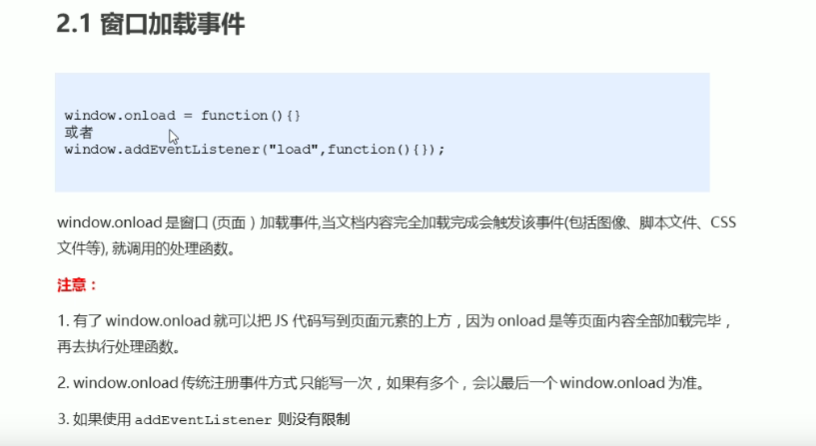 2.1 窗口加载事件
window.onload = function(){}
或者
window.addEventListener("load",function(){});
window.onload 是窗口 (页面）加载事件,当文档内容完全加载完成会触发该事件(包括图像、脚本文件、CSS
文件等), 就调用的处理函数。
注意：
1. 有了 window.onload 就可以把 JS 代码写到页面元素的上方，因为 onload 是等页面内容全部加载完毕，
再去执行处理函数。
2. window.onload 传统注册事件方式 只能写一次，如果有多个，会以最后一个 window.onload 为准。
3. 如果使用 addEventListener 则没有限制